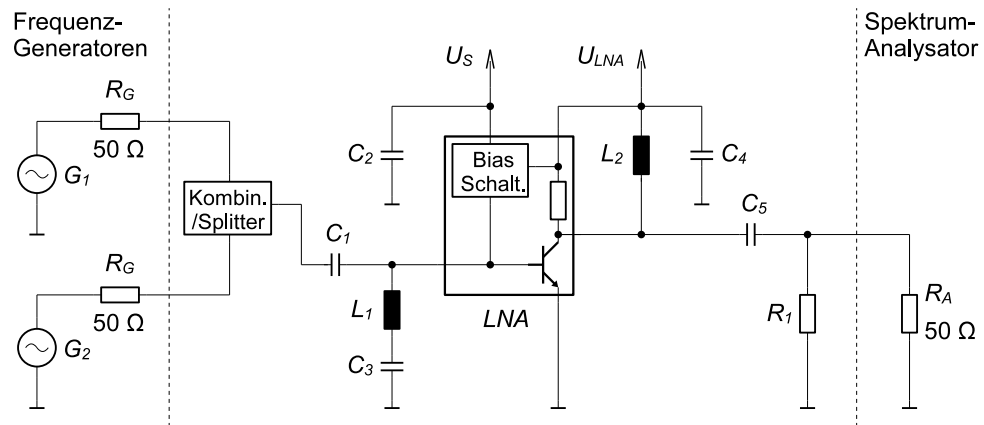 Frequenz-
Generatoren
Spektrum-
Analysator
U_S
U_LNA
R_G
50 Ω
G_1
C_2
Bias
Schalt.
L_2
C_4
Kombin.
/Splitter
C_1
C_5
R_G
50 Ω
G_2
L_1
C_3
LNA
R_1
R_A
50 Ω